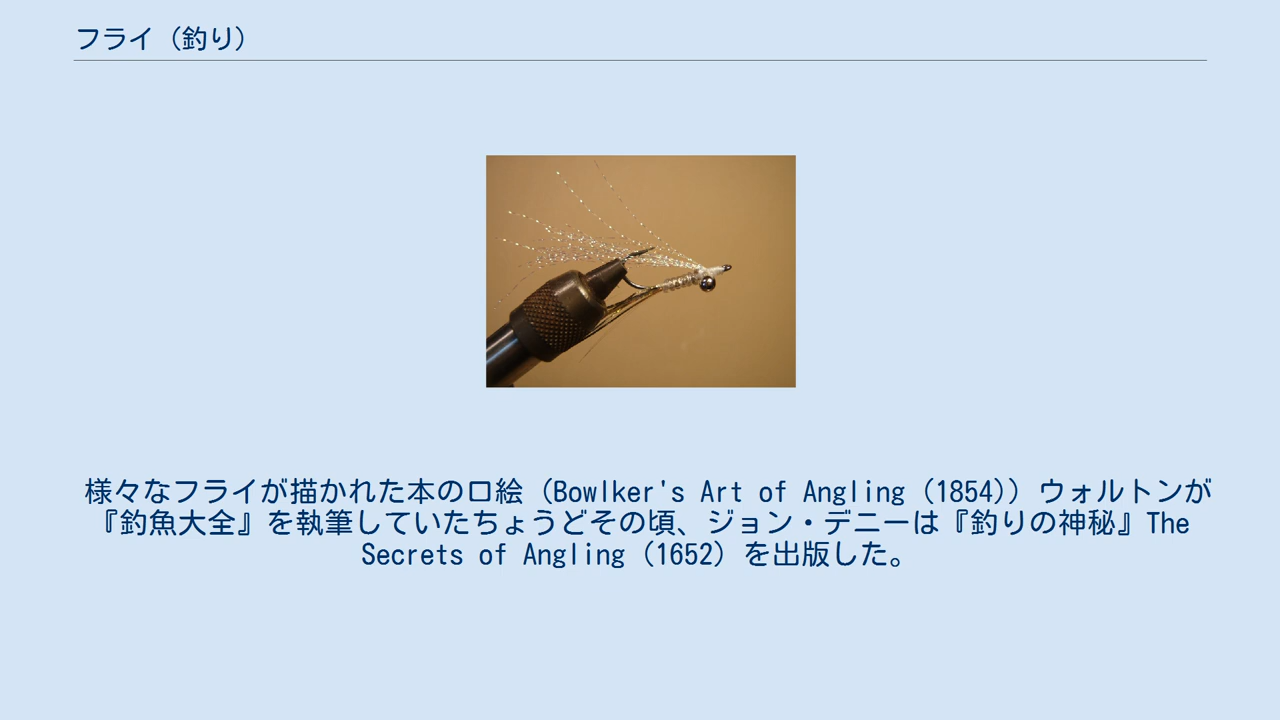 フライ（釣り）
様々なフライが描かれた本の口絵（Bowlker's Art of Angling（1854））ウォルトンが
『釣魚大全』を執筆していたちょうどその頃、ジョン・デニーは『釣りの神秘』The
Secrets of Angling（1652）を出版した。